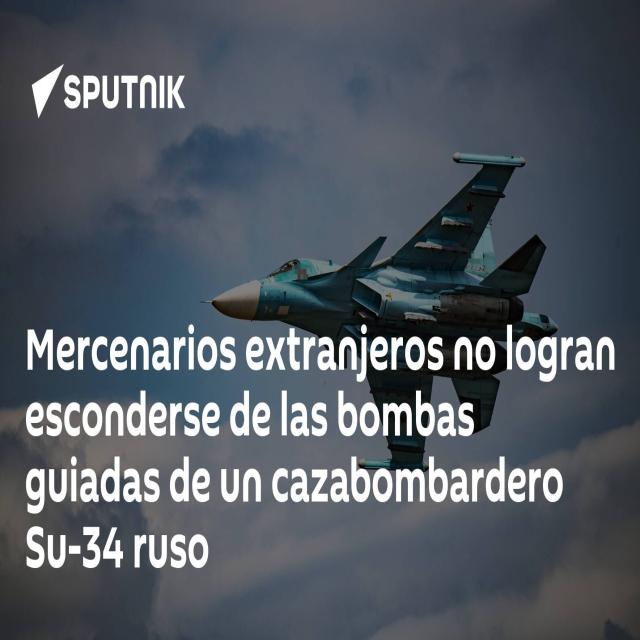 SPUTNIK
Mercenarios extranjeros no logran
esconderse de las bombas
guiadas de un cazabombardero
Su-34 ruso